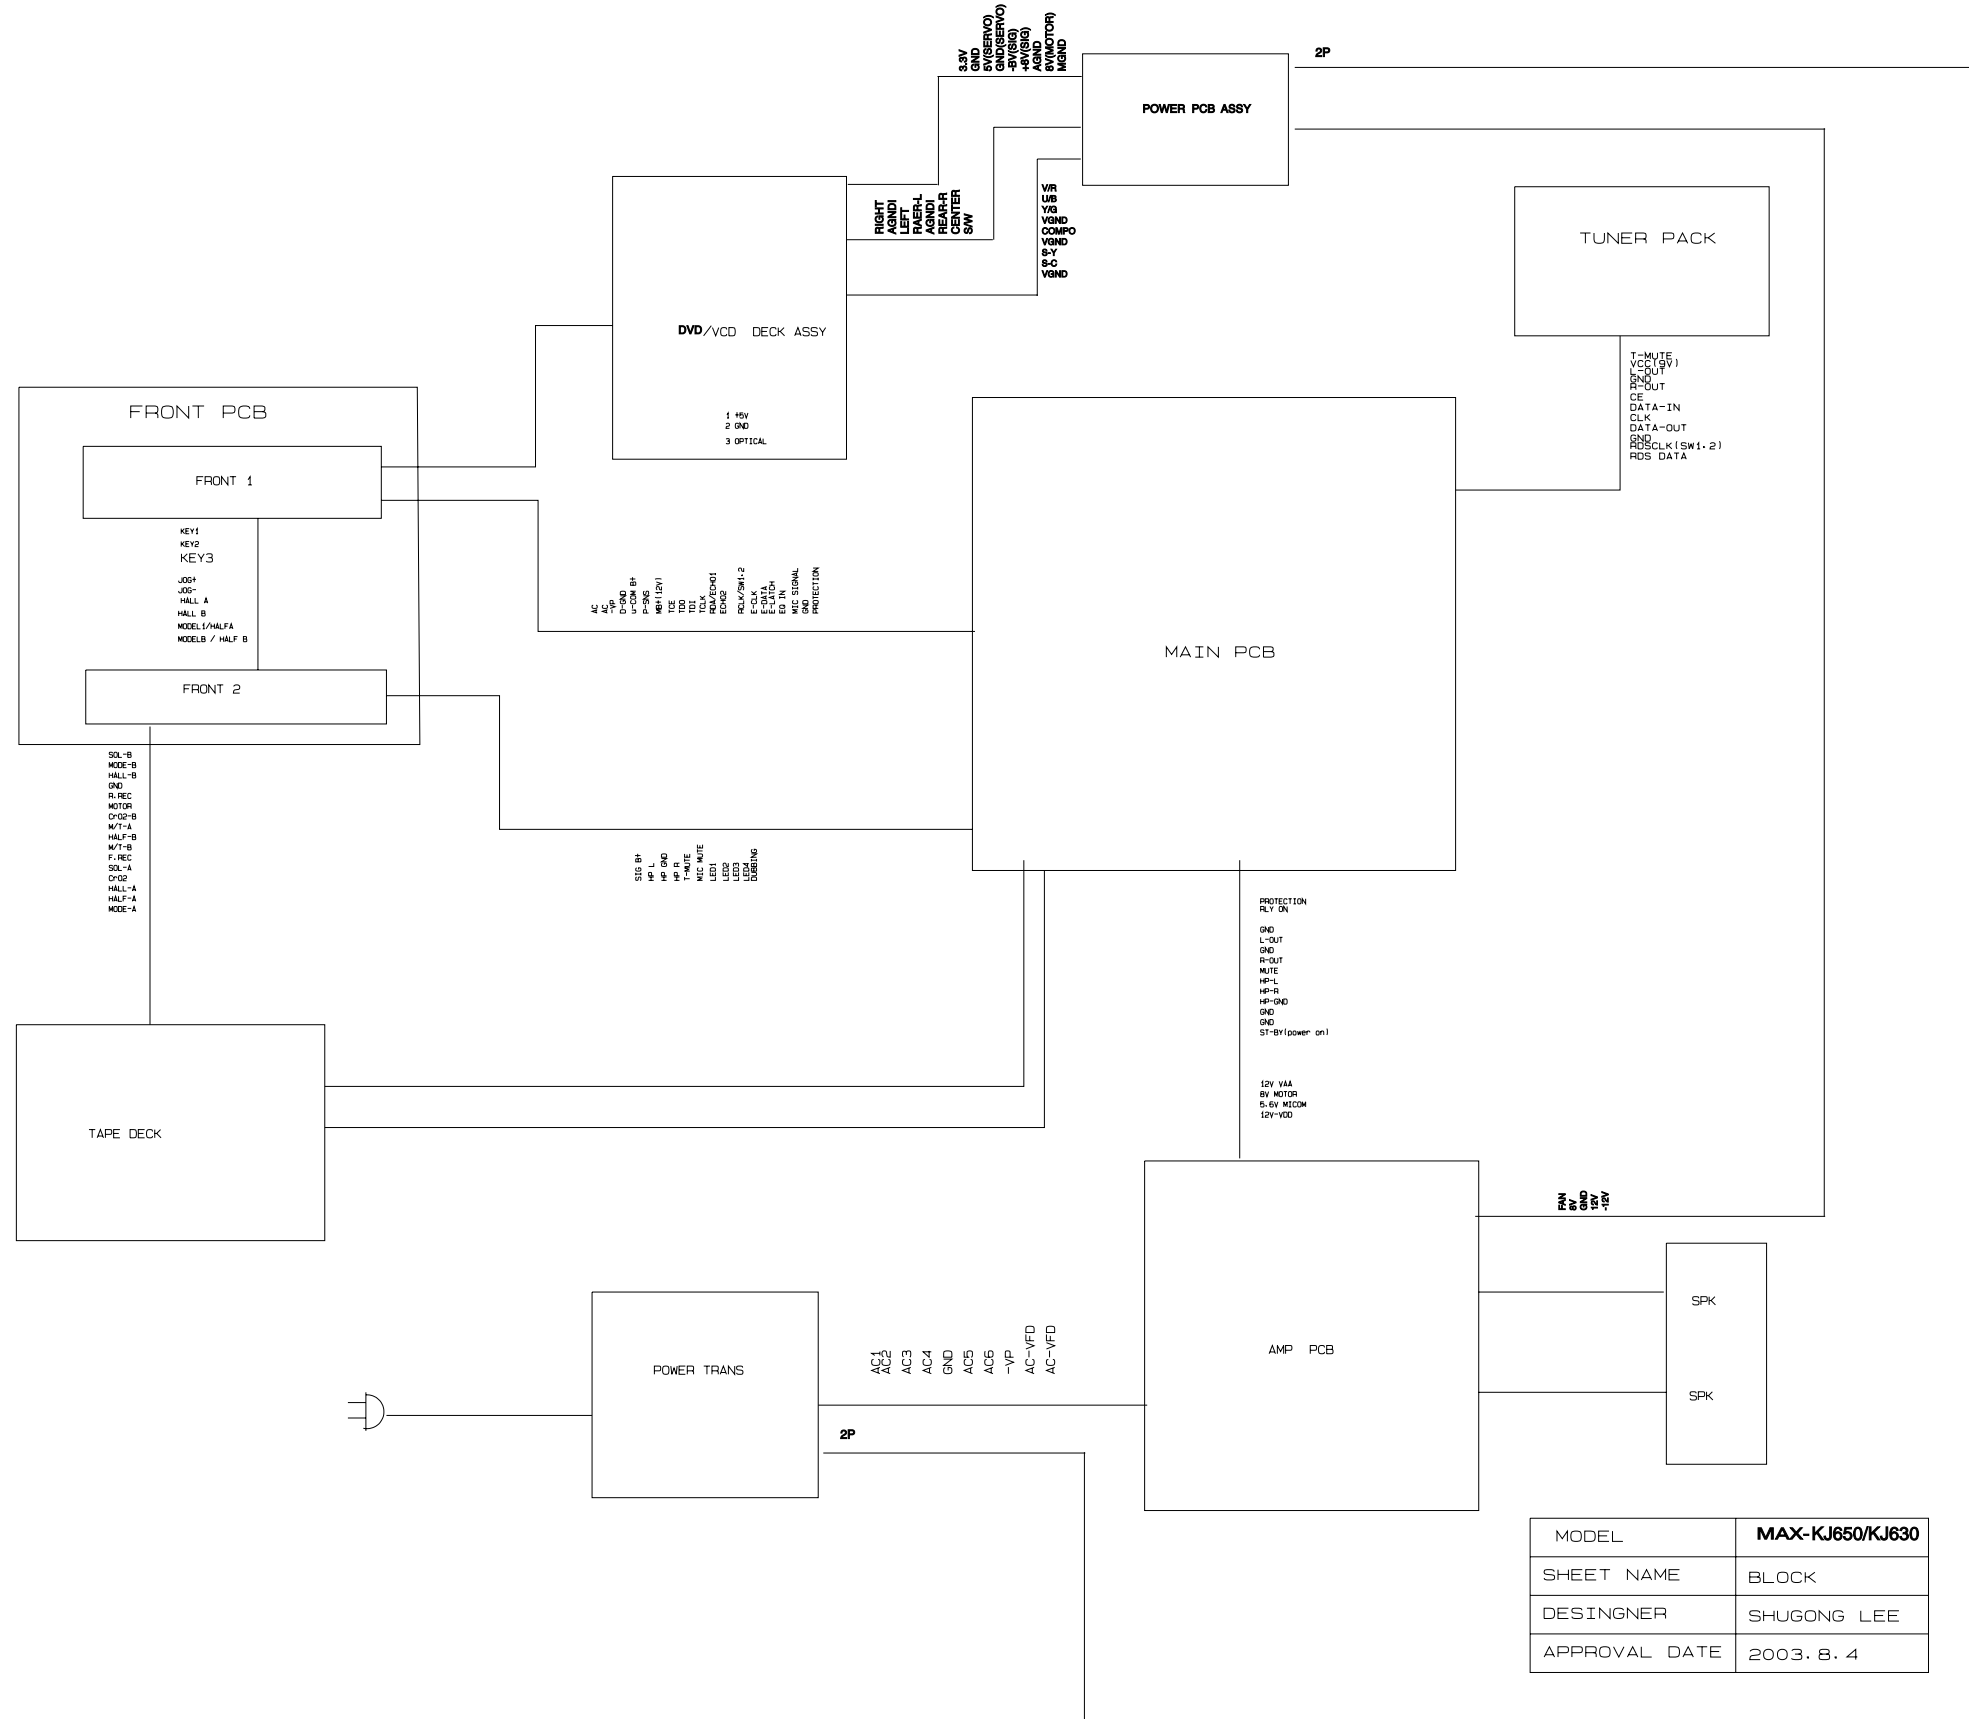 3.3V
GND
5V(SERVO)
GND(SERVO)
-8V(SIG)
+8V(SIG)
AGND
8V(MOTOR)
MGND
2P
POWER PCB ASSY
RIGHT
AGNDI
LEFT
RAER-L
AGNDI
REAR-R
CENTER
S/W
V/R
U/B
Y/G
VGND
COMPO
VGND
S-Y
S-C
VGND
TUNER PACK
DVD/VCD DECK ASSY
1 +5V
2 GND
3 OPTICAL
T-MUTE
VCC(9V)
L-OUT
GND
R-OUT
CE
DATA-IN
CLK
DATA-OUT
GND
RDSCLK(SW1.2)
RDS DATA
FRONT PCB
FRONT 1
KEY1
KEY2
KEY3
JOG+
JOG-
HALL A
HALL B
MODEL1/HALFA
MODELB / HALF B
FRONT 2
AC
AC
-VP
D-GND
u-COM B+
P-SNS
MB+(12V)
TCE
TDO
TDI
TCLK
RDA/ECHO1
ECHO2
RCLK/SW1.2
E-CLK
E-DATA
E-LATCH
EQ IN
MIC SIGNAL
GND
PROTECTION
MAIN PCB
SOL-B
MODE-B
HALL-B
GND
R.REC
MOTOR
CrO2-B
M/T-A
HALF-B
M/T-B
F.REC
SOL-A
CrO2
HALL-A
HALF-A
MODE-A
SIG B+
HP L
HP GND
HP R
T-MUTE
MIC MUTE
LED1
LED2
LED3
LED4
DUBBING
PROTECTION
RLY ON
GND
L-OUT
GND
R-OUT
MUTE
HP-L
HP-R
HP-GND
GND
GND
ST-BY(power on)
12V VAA
8V MOTOR
5.6V MICOM
12V-VDD
TAPE DECK
FAN
8V
GND
12V
-12V
SPK
SPK
AMP PCB
POWER TRANS
AC1
AC2
AC3
AC4
GND
AC5
AC6
-VP
AC-VFD
AC-VFD
2P
MODEL MAX-KJ650/KJ630
SHEET NAME BLOCK
DESINGNER SHUGONG LEE
APPROVAL DATE 2003.8.4